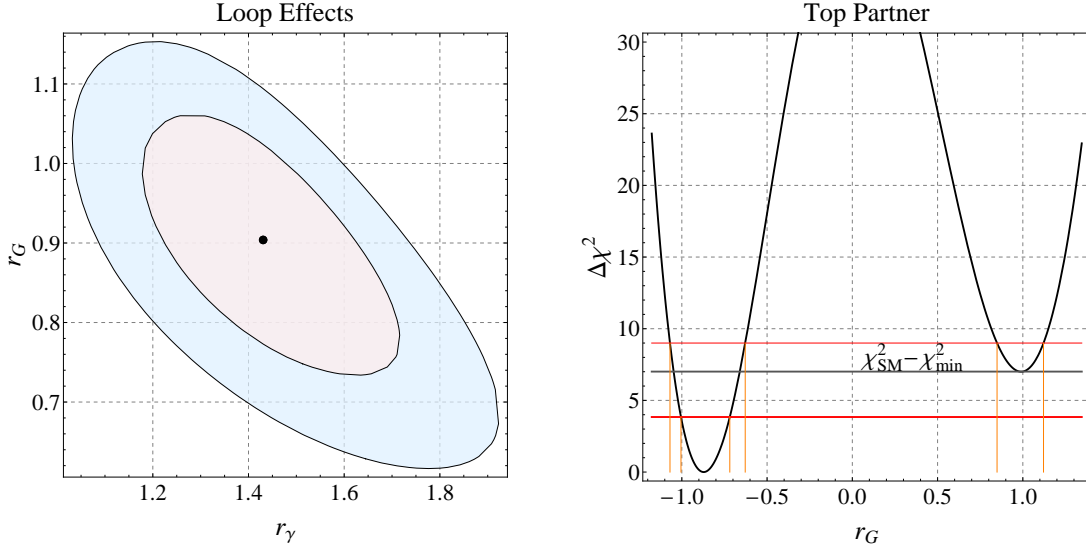 Loop Effects
1.1
1.0
0.9
0.8
0.7
r_G
1.2 1.4 1.6 1.8
r_γ
Top Partner
30
25
20
15
10
5
0
Δχ²
χ²_SM−χ²_min
−1.0 −0.5 0.0 0.5 1.0
r_G